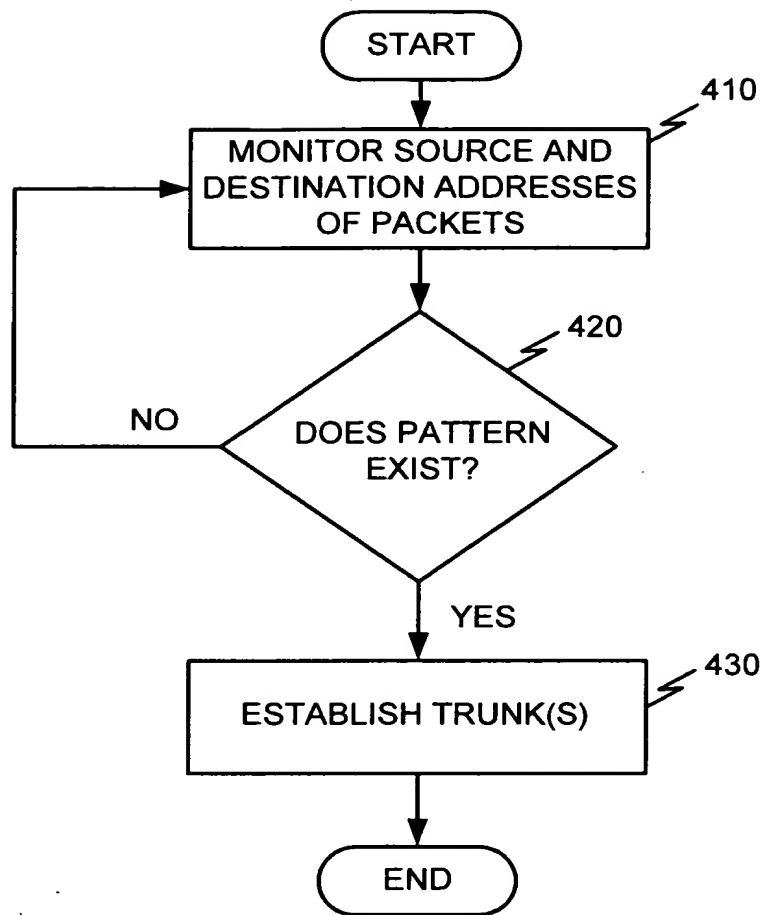 START
410
MONITOR SOURCE AND
DESTINATION ADDRESSES
OF PACKETS
420
NO
DOES PATTERN
EXIST?
YES
430
ESTABLISH TRUNK(S)
END